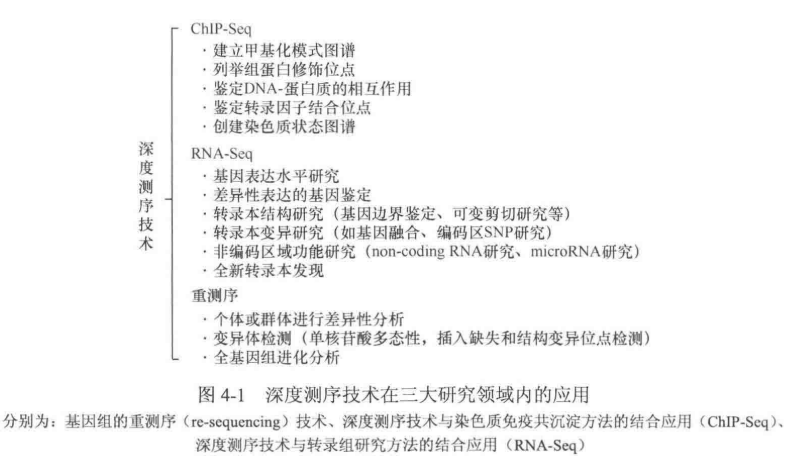 ChIP-Seq
· 建立甲基化模式图谱
· 列举组蛋白修饰位点
· 鉴定DNA-蛋白质的相互作用
· 鉴定转录因子结合位点
· 创建染色质状态图谱
深度测序技术
RNA-Seq
· 基因表达水平研究
· 差异性表达的基因鉴定
· 转录本结构研究（基因边界鉴定、可变剪切研究等）
· 转录本变异研究（如基因融合、编码区SNP研究）
· 非编码区域功能研究（non-coding RNA研究、microRNA研究）
· 全新转录本发现
重测序
· 个体或群体进行差异性分析
· 变异体检测（单核苷酸多态性，插入缺失和结构变异位点检测）
· 全基因组进化分析
图 4-1 深度测序技术在三大研究领域内的应用
分别为：基因组的重测序（re-sequencing）技术、深度测序技术与染色质免疫共沉淀方法的结合应用（ChIP-Seq）、
深度测序技术与转录组研究方法的结合应用（RNA-Seq）